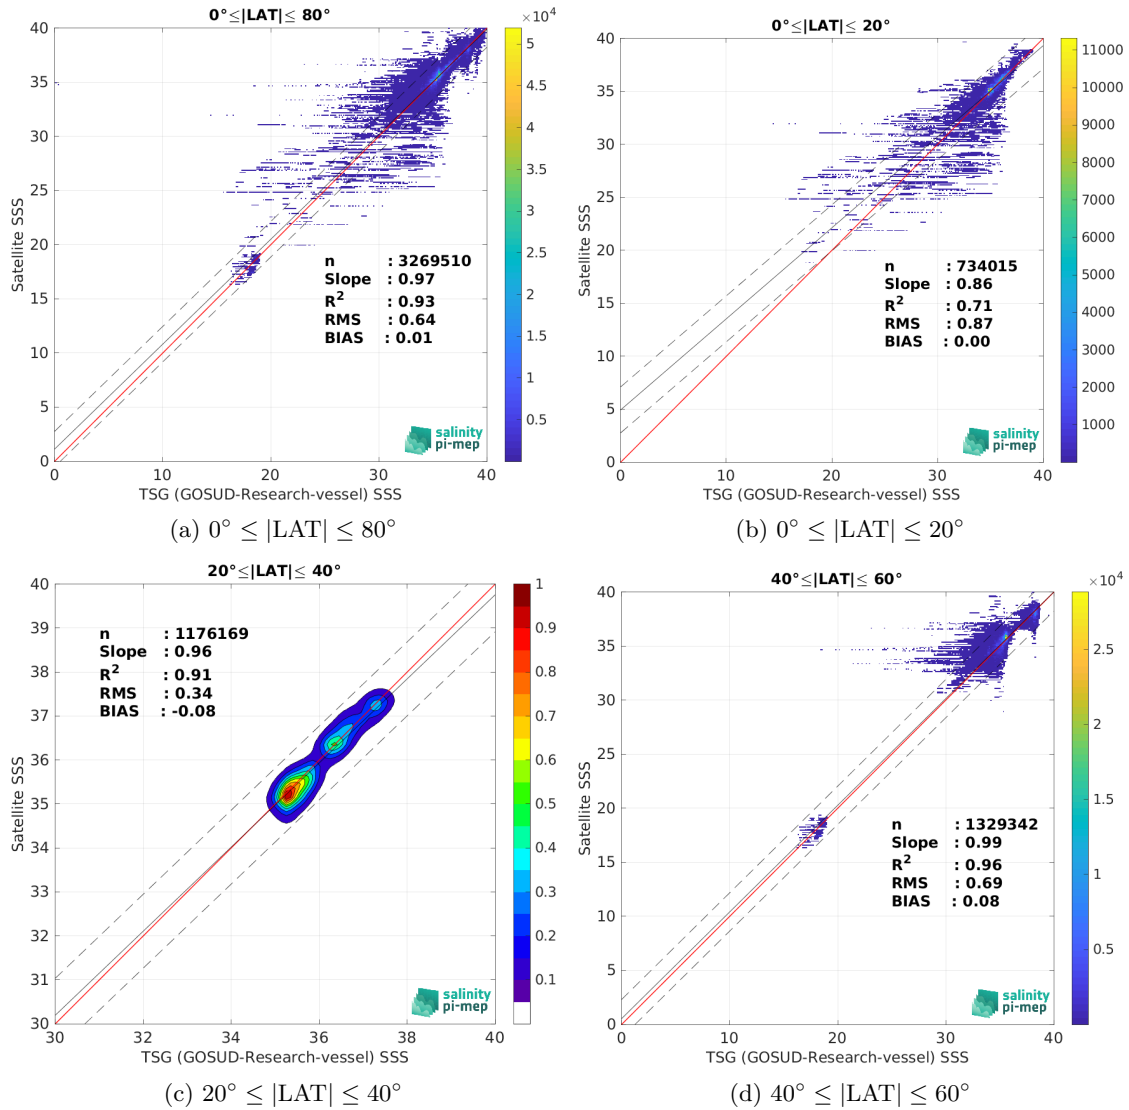 0°≤|LAT|≤ 80°
×10⁴
Satellite SSS
40
35
30
25
20
15
10
5
0
n : 3269510
Slope : 0.97
R² : 0.93
RMS : 0.64
BIAS : 0.01
salinity
pi-mep
0 10 20 30 40
TSG (GOSUD-Research-vessel) SSS
5
4.5
4
3.5
3
2.5
2
1.5
1
0.5
(a) 0° ≤ |LAT| ≤ 80°
0°≤|LAT|≤ 20°
Satellite SSS
40
35
30
25
20
15
10
5
0
n : 734015
Slope : 0.86
R² : 0.71
RMS : 0.87
BIAS : 0.00
salinity
pi-mep
0 10 20 30 40
TSG (GOSUD-Research-vessel) SSS
11000
10000
9000
8000
7000
6000
5000
4000
3000
2000
1000
(b) 0° ≤ |LAT| ≤ 20°
20°≤|LAT|≤ 40°
Satellite SSS
40
39
38
37
36
35
34
33
32
31
30
n : 1176169
Slope : 0.96
R² : 0.91
RMS : 0.34
BIAS : -0.08
salinity
pi-mep
30 32 34 36 38 40
TSG (GOSUD-Research-vessel) SSS
1
0.9
0.8
0.7
0.6
0.5
0.4
0.3
0.2
0.1
(c) 20° ≤ |LAT| ≤ 40°
40°≤|LAT|≤ 60°
×10⁴
Satellite SSS
40
35
30
25
20
15
10
5
0
n : 1329342
Slope : 0.99
R² : 0.96
RMS : 0.69
BIAS : 0.08
salinity
pi-mep
0 10 20 30 40
TSG (GOSUD-Research-vessel) SSS
2.5
2
1.5
1
0.5
(d) 40° ≤ |LAT| ≤ 60°